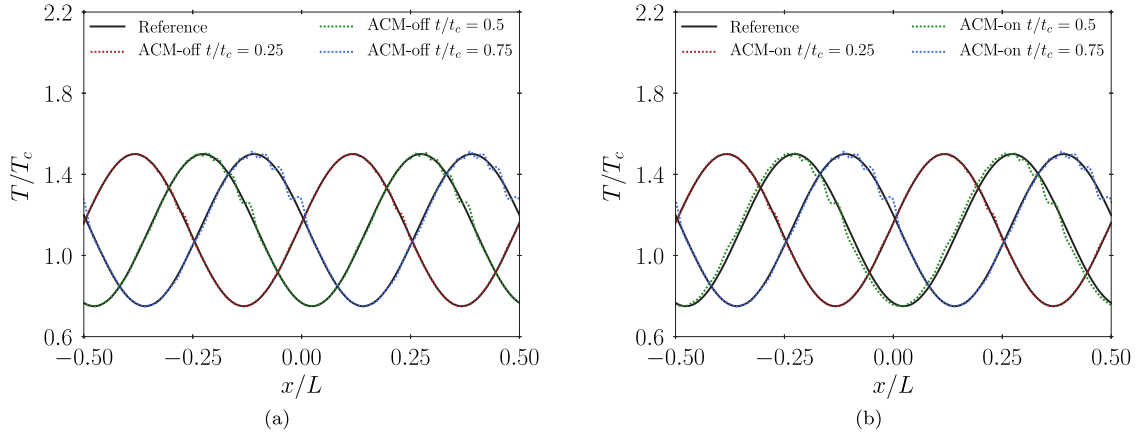 2.2
1.8
1.4
1.0
0.6
T/T_c
Reference
ACM-off t/t_c = 0.25
ACM-off t/t_c = 0.5
ACM-off t/t_c = 0.75
−0.50
−0.25
0.00
0.25
0.50
x/L
(a)
2.2
1.8
1.4
1.0
0.6
T/T_c
Reference
ACM-on t/t_c = 0.25
ACM-on t/t_c = 0.5
ACM-on t/t_c = 0.75
−0.50
−0.25
0.00
0.25
0.50
x/L
(b)